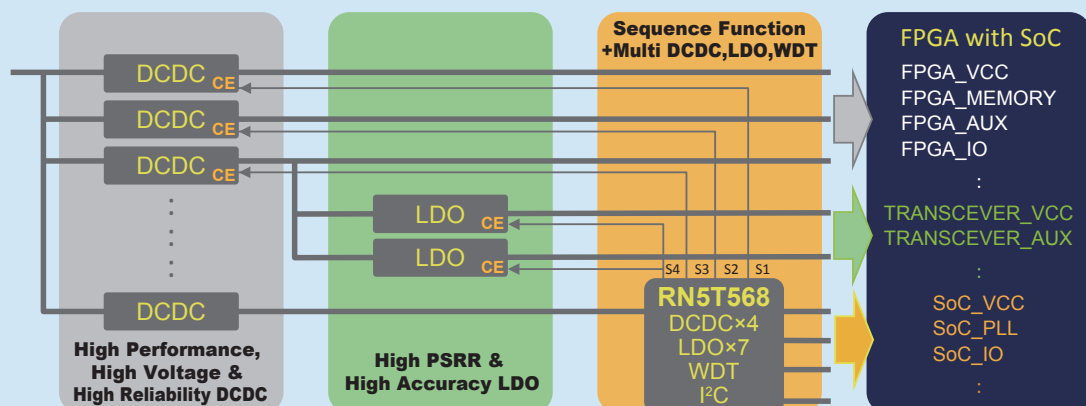 Sequence Function
+Multi DCDC,LDO,WDT
FPGA with SoC
DCDC
CE
FPGA_VCC
FPGA_MEMORY
DCDC
CE
FPGA_AUX
FPGA_IO
DCDC
CE
:
LDO
CE
TRANSCEVER_VCC
TRANSCEVER_AUX
LDO
CE
:
S4
S3
S2
S1
DCDC
RN5T568
DCDC×4
LDO×7
WDT
I²C
SoC_VCC
SoC_PLL
SoC_IO
:
High Performance,
High Voltage &
High Reliability DCDC
High PSRR &
High Accuracy LDO